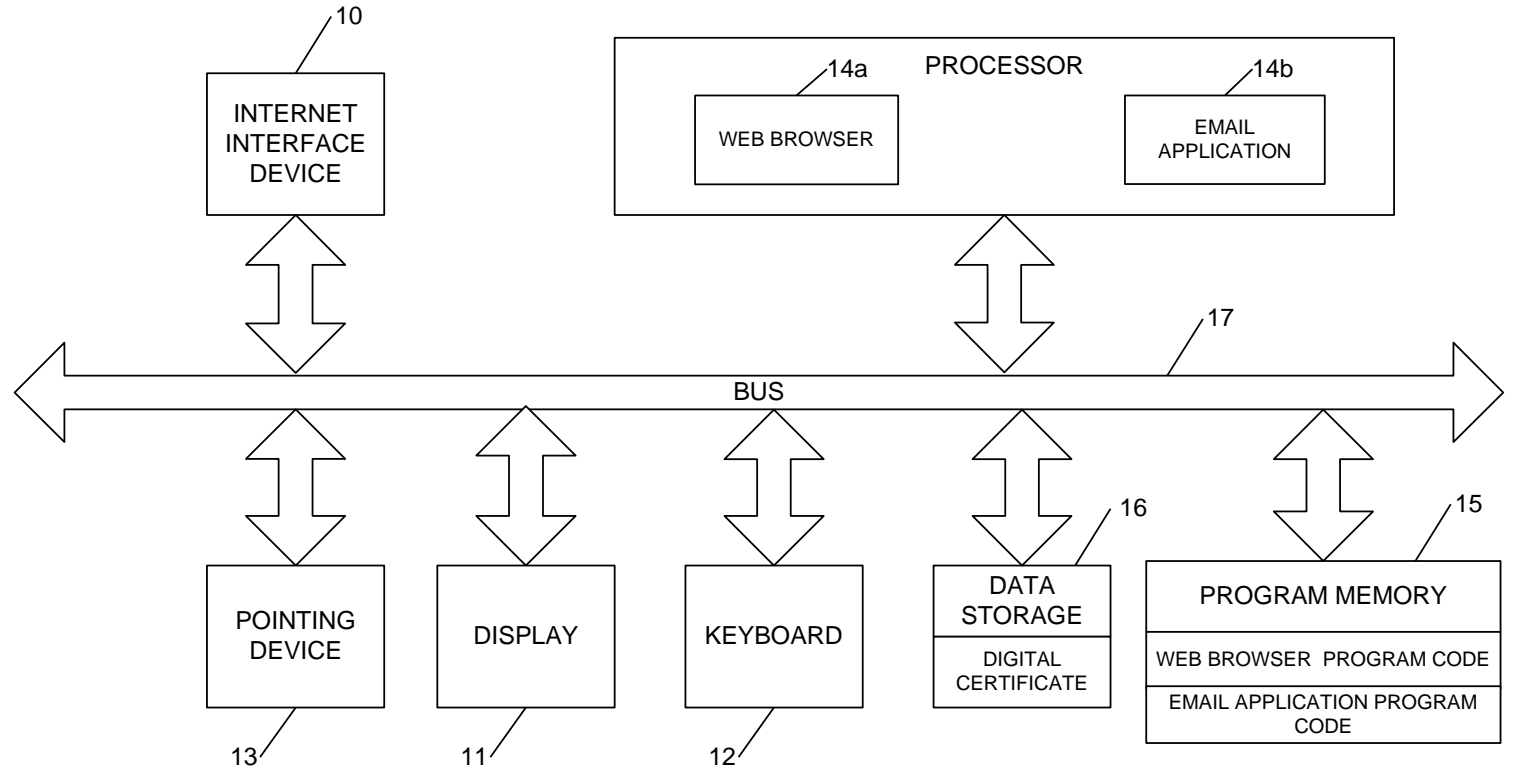 10
INTERNET
INTERFACE
DEVICE
PROCESSOR
14a
WEB BROWSER
14b
EMAIL
APPLICATION
17
BUS
POINTING
DEVICE
13
DISPLAY
11
KEYBOARD
12
16
DATA
STORAGE
DIGITAL
CERTIFICATE
15
PROGRAM MEMORY
WEB BROWSER PROGRAM CODE
EMAIL APPLICATION PROGRAM
CODE